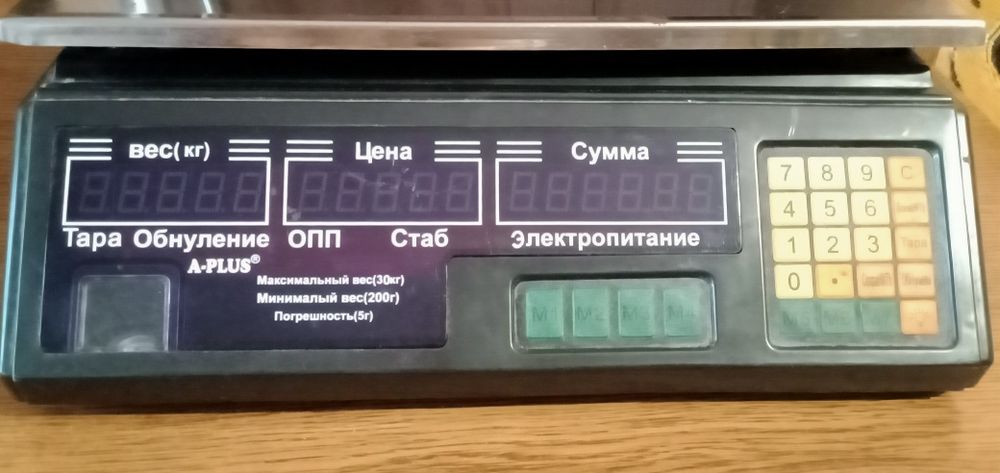 вес(кг) Цена Сумма
Тара Обнуление ОПП Стаб Электропитание
A-PLUS®
Максимальный вес(30кг)
Минималый вес(200г)
Погрешность(5г)
7 8 9 C
4 5 6
1 2 3 Тара
0 .
M1 M2 M3 M4